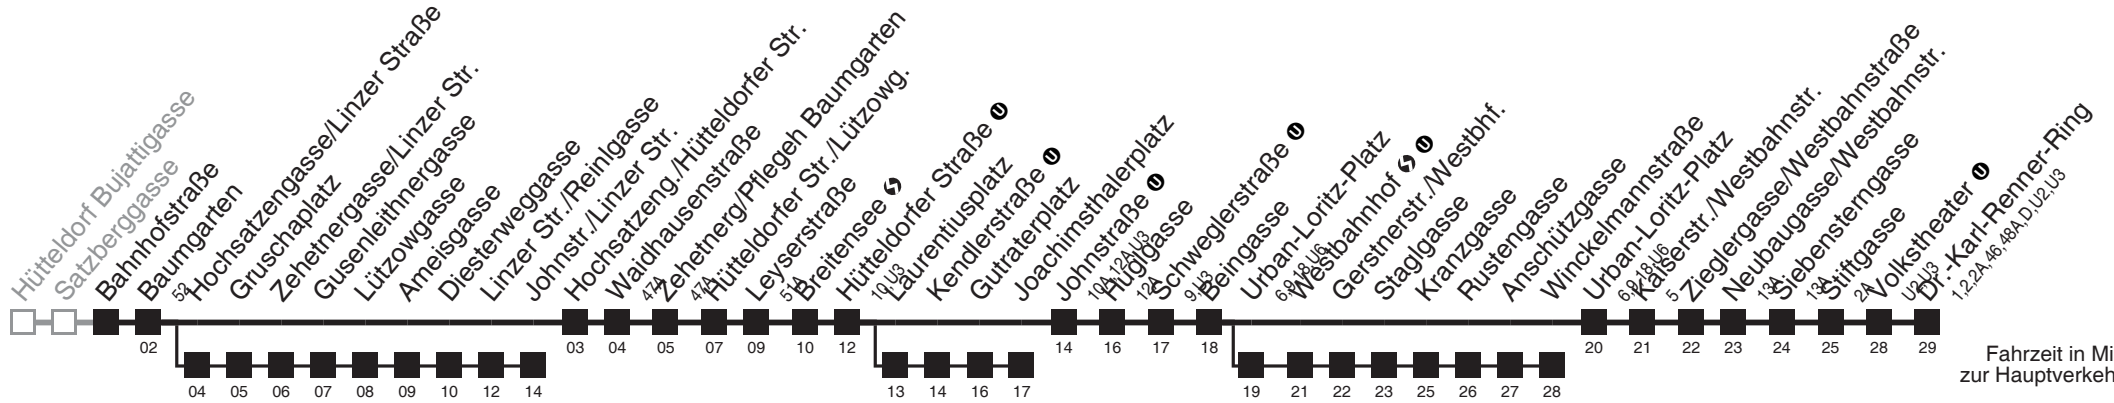 Hütteldorf Bujattigasse
Satzberggasse
Bahnhofstraße
Baumgarten
52
Hochsatzengasse/Linzer Straße
Gruschaplatz
Zehetnergasse/Linzer Str.
Gusenleithnergasse
Lützowgasse
Ameisgasse
Diesterweggasse
Linzer Str./Reinlgasse
Johnstr./Linzer Str.
Hochsatzeng./Hütteldorfer Str.
Waidhausenstraße
47A
Zehetnerg/Pflegeh Baumgarten
47A
Hütteldorfer Str./Lützowg.
Leyserstraße
51A
Breitensee
Hütteldorfer Straße U
10,U3
Laurentiusplatz
Kendlerstraße U
Gutraterplatz
Joachimsthalerplatz
Johnstraße U
10A,12A,U3
Huglgasse
12A
Schweglerstraße U
9,U3
Beingasse
Urban-Loritz-Platz
6,9,18,U6
Westbahnhof U
Gerstnerstr./Westbhf.
Staglgasse
Kranzgasse
Rustengasse
Anschützgasse
Winckelmannstraße
Urban-Loritz-Platz
6,9,18,U6
Kaiserstr./Westbahnstr.
5
Zieglergasse/Westbahnstraße
Neubaugasse/Westbahnstr.
13A
Siebensterngasse
13A
Stiftgasse
2A
Volkstheater U
U2,U3
Dr.-Karl-Renner-Ring
1,2,2A,46,48A,D,U2,U3
02 03 04 05 07 09 10 12 14 16 17 18 20 21 22 23 24 25 28 29
04 05 06 07 08 09 10 12 14 13 14 16 17 19 21 22 23 25 26 27 28
Fahrzeit in Mi
zur Hauptverkeh